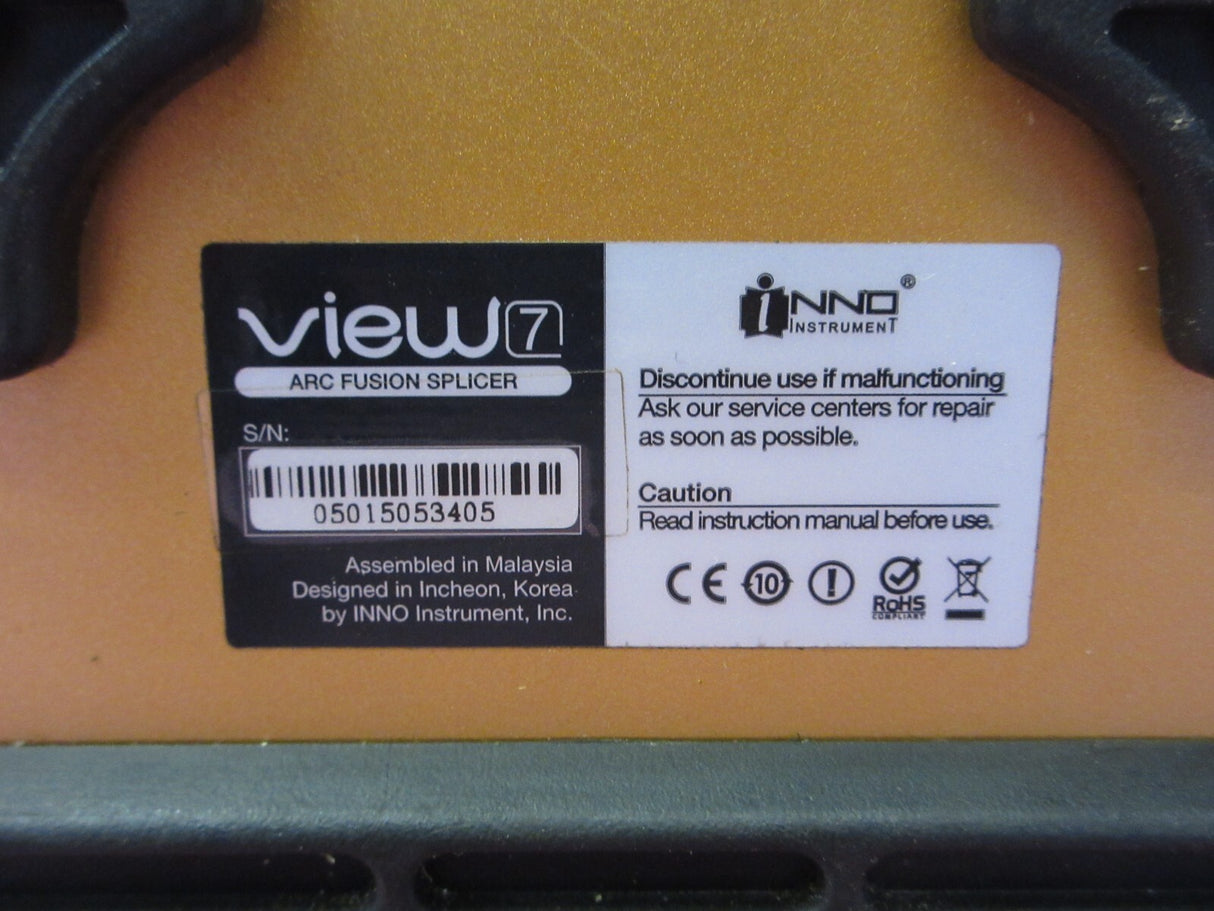 view 7
ARC FUSION SPLICER
S/N:
05015053405
Assembled in Malaysia
Designed in Incheon, Korea
by INNO Instrument, Inc.
iNNO®
INSTRUMENT
Discontinue use if malfunctioning
Ask our service centers for repair
as soon as possible.
Caution
Read instruction manual before use.
CE 10 ! RoHS
COMPLIANT